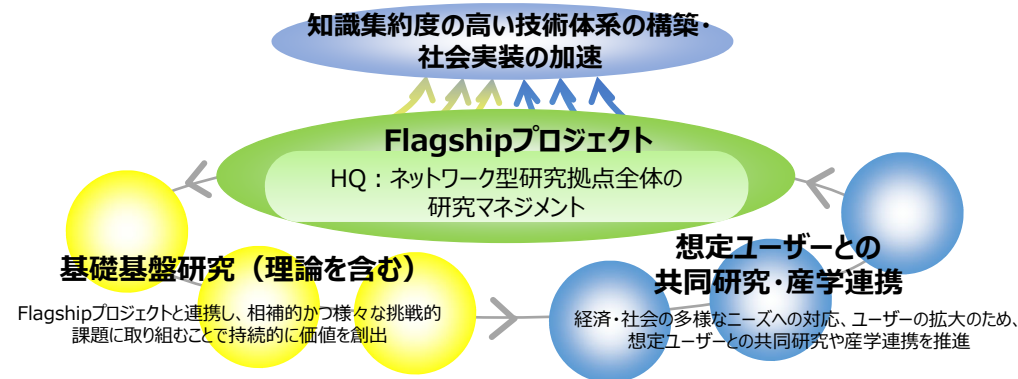 知識集約度の高い技術体系の構築・
社会実装の加速
Flagshipプロジェクト
HQ：ネットワーク型研究拠点全体の
研究マネジメント
基礎基盤研究（理論を含む）
Flagshipプロジェクトと連携し、相補的かつ様々な挑戦的
課題に取り組むことで持続的に価値を創出
想定ユーザーとの
共同研究・産学連携
経済・社会の多様なニーズへの対応、ユーザーの拡大のため、
想定ユーザーとの共同研究や産学連携を推進